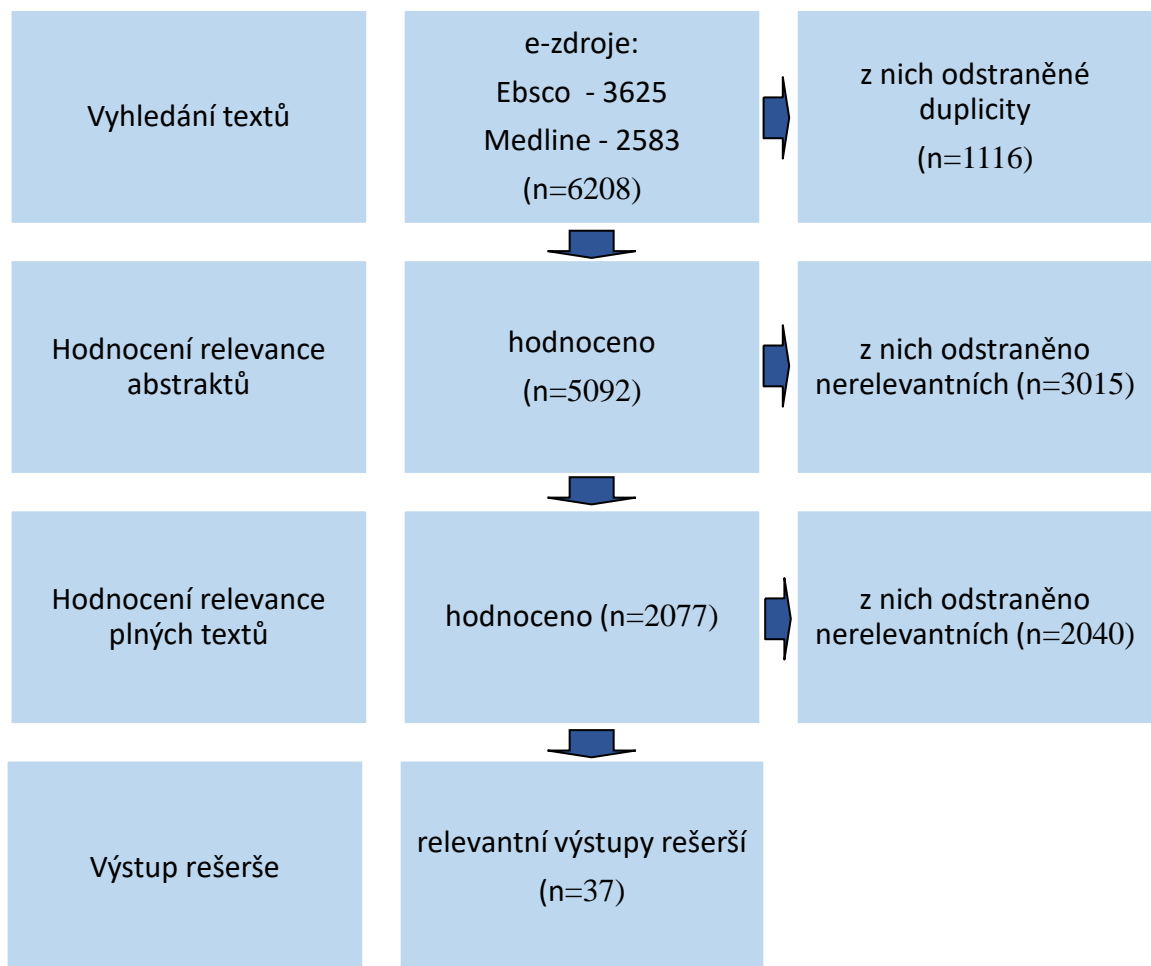 Vyhledání textů
e-zdroje:
Ebsco  - 3625
Medline - 2583
(n=6208)
z nich odstraněné
duplicity
(n=1116)
Hodnocení relevance
abstraktů
hodnoceno
(n=5092)
z nich odstraněno
nerelevantních (n=3015)
Hodnocení relevance
plných textů
hodnoceno (n=2077)
z nich odstraněno
nerelevantních (n=2040)
Výstup rešerše
relevantní výstupy rešerší
(n=37)